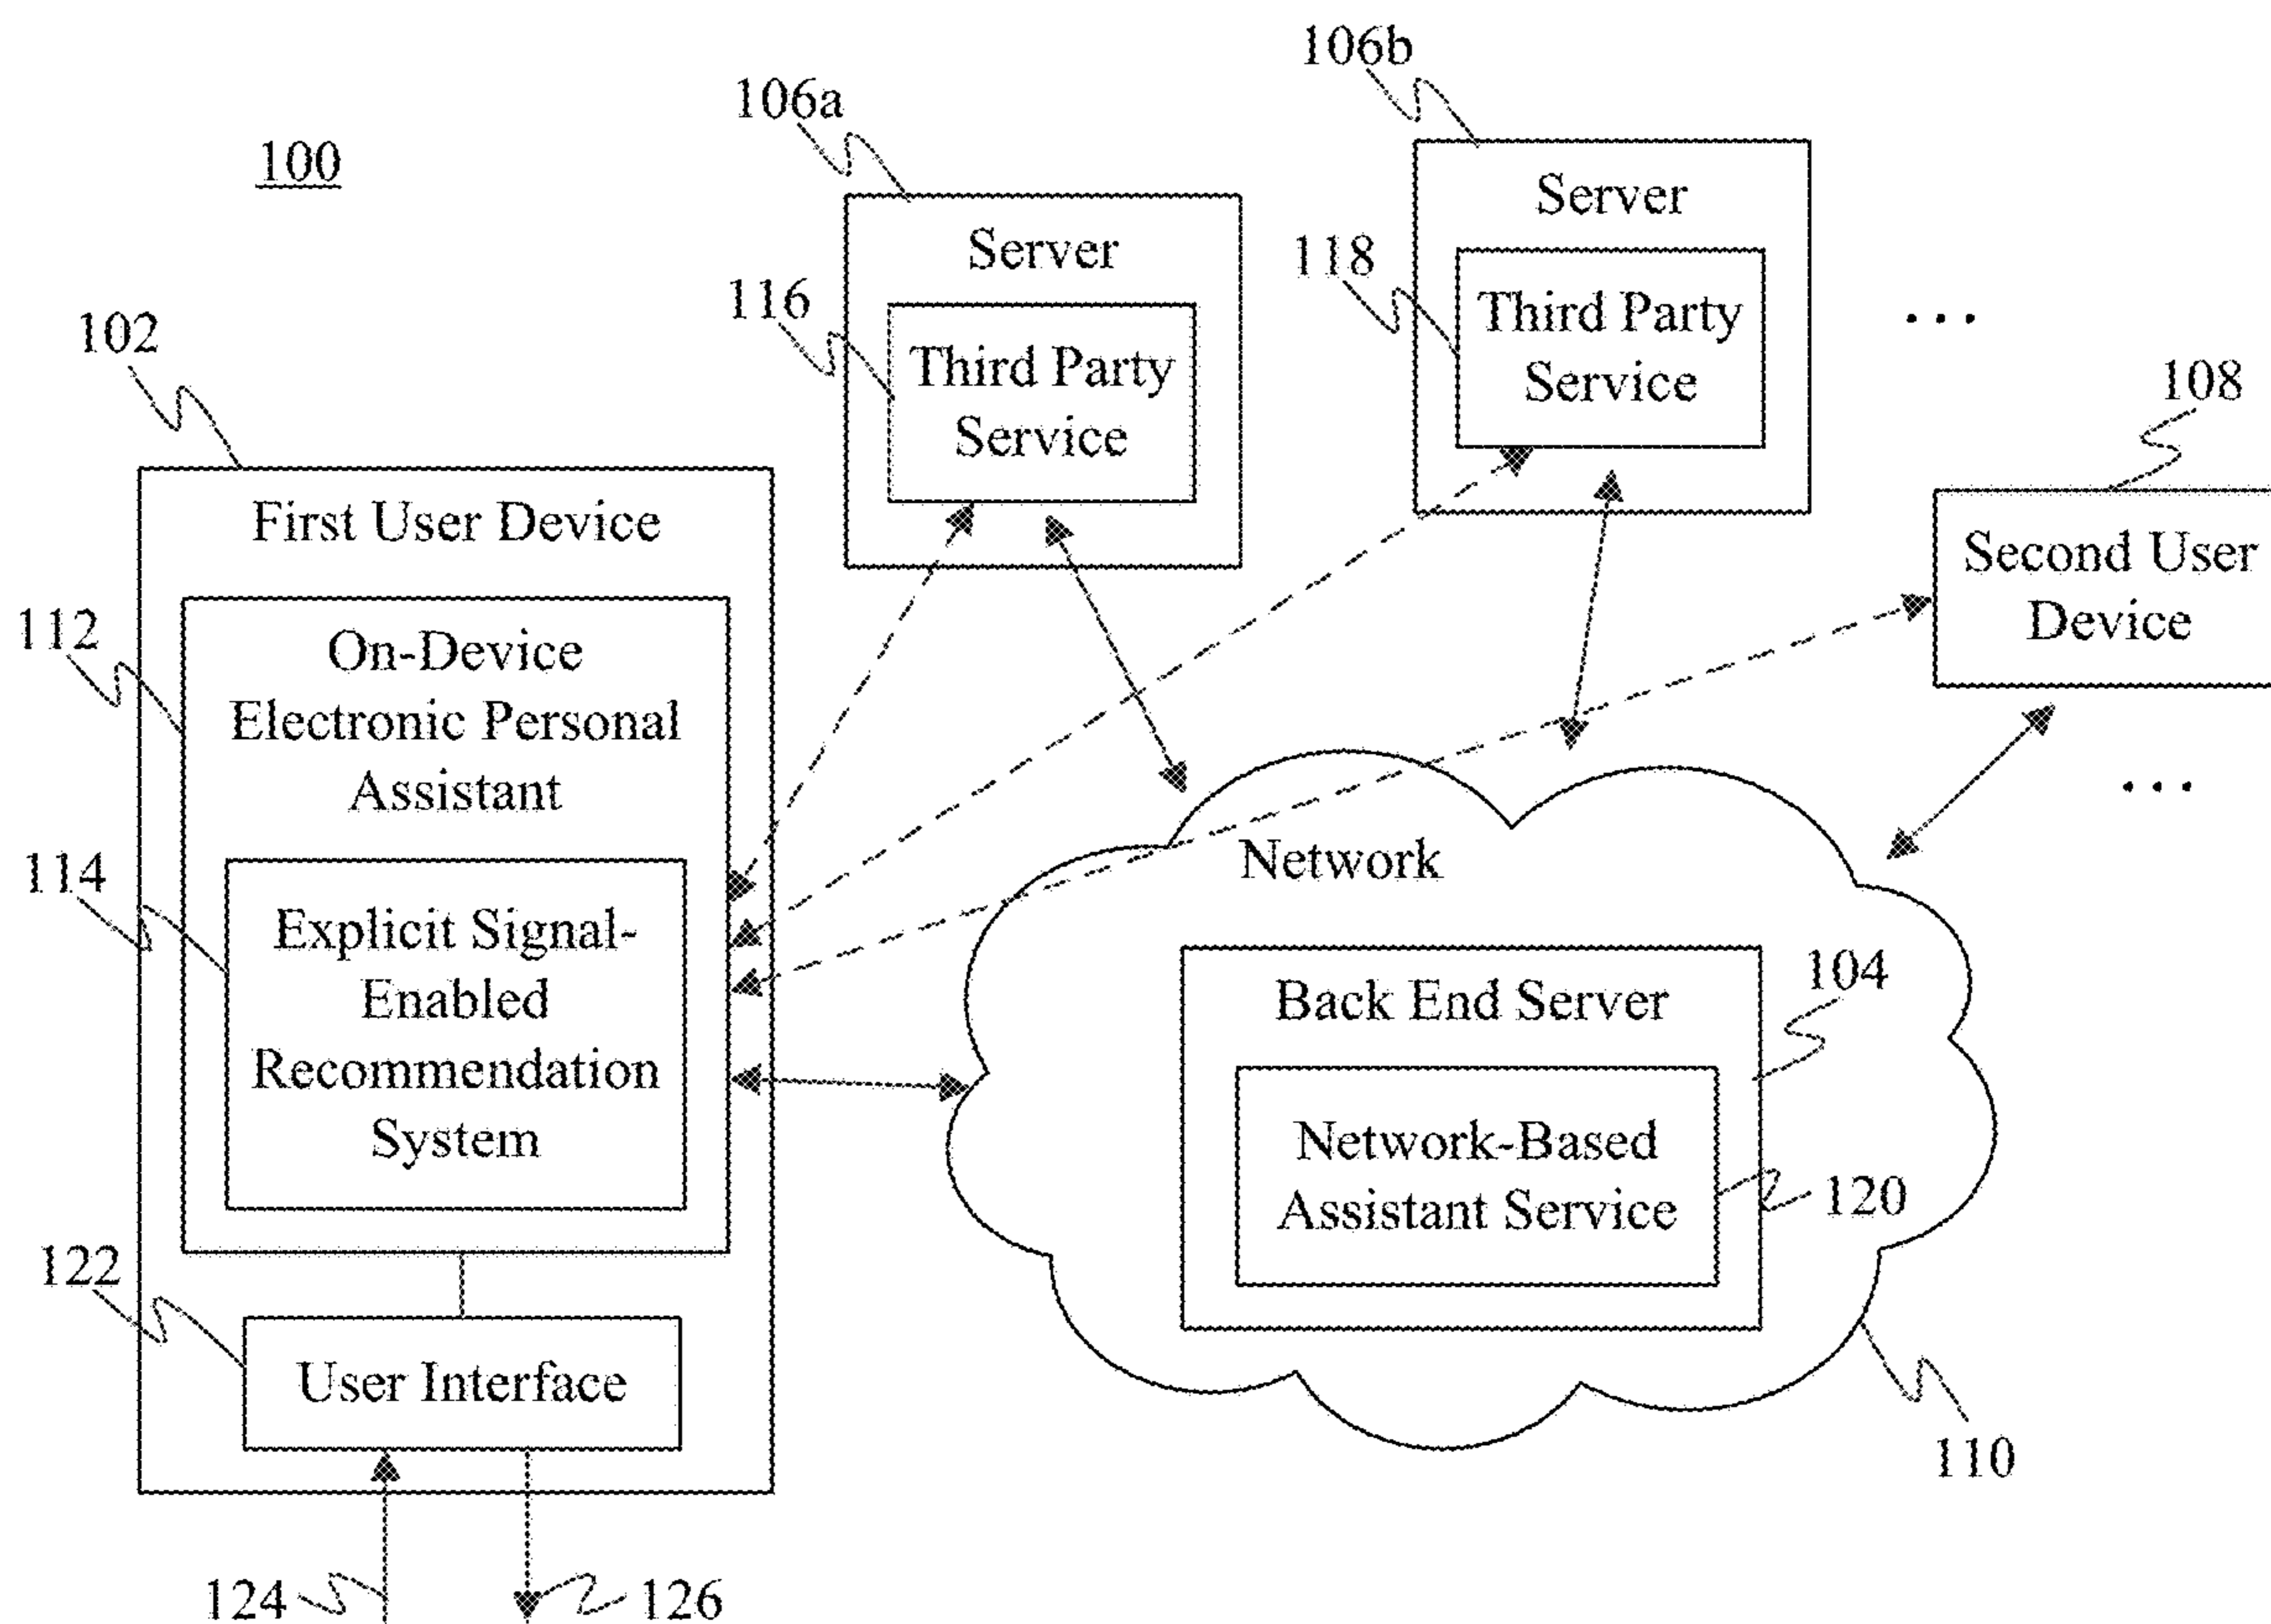 100
106a
106b
Server
116
Third Party
Service
Server
118
Third Party
Service
...
108
Second User
Device
...
102
First User Device
112
On-Device
Electronic Personal
Assistant
114
Explicit Signal-
Enabled
Recommendation
System
122
User Interface
124
126
Network
Back End Server
104
Network-Based
Assistant Service
120
110